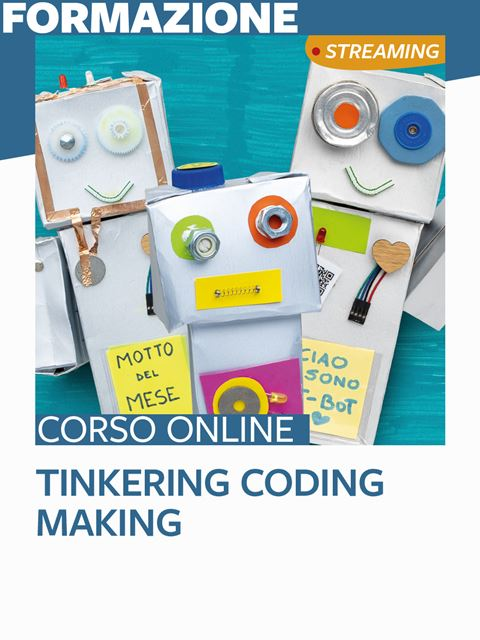 FORMAZIONE
STREAMING
MOTTO
DEL
MESE
CIAO
SONO
-BOT
CORSO ONLINE
TINKERING CODING
MAKING